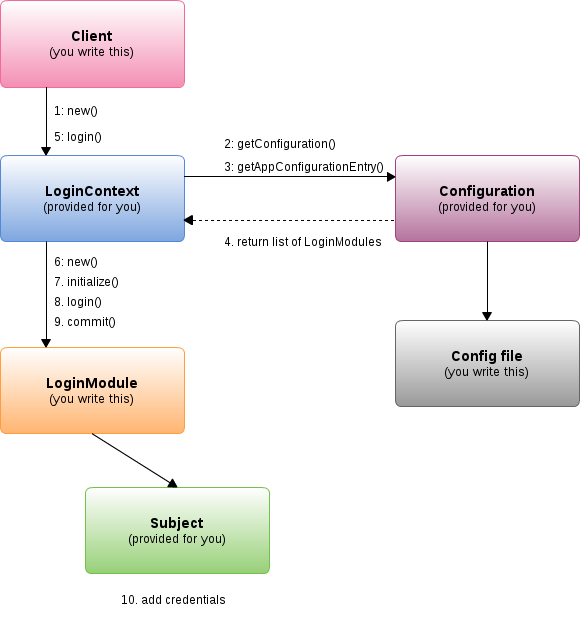 Client
(you write this)
1: new()
5: login()
2: getConfiguration()
3: getAppConfigurationEntry()
LoginContext
(provided for you)
Configuration
(provided for you)
4. return list of LoginModules
6: new()
7. initialize()
8. login()
9. commit()
LoginModule
(you write this)
Config file
(you write this)
Subject
(provided for you)
10. add credentials